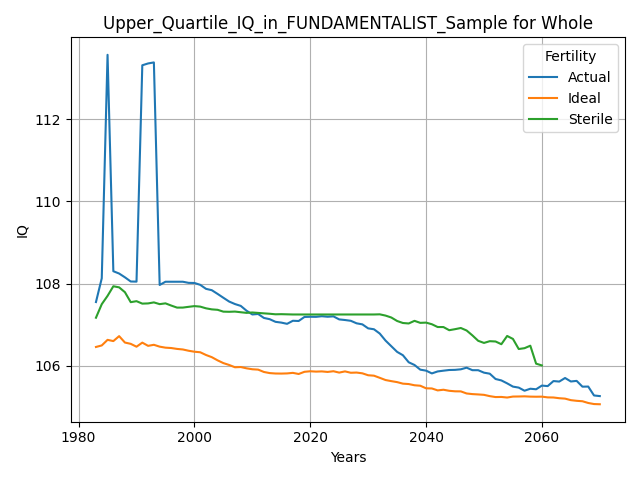 Upper_Quartile_IQ_in_FUNDAMENTALIST_Sample for Whole
Fertility
Actual
Ideal
Sterile
112
110
108
106
IQ
1980
2000
2020
2040
2060
Years